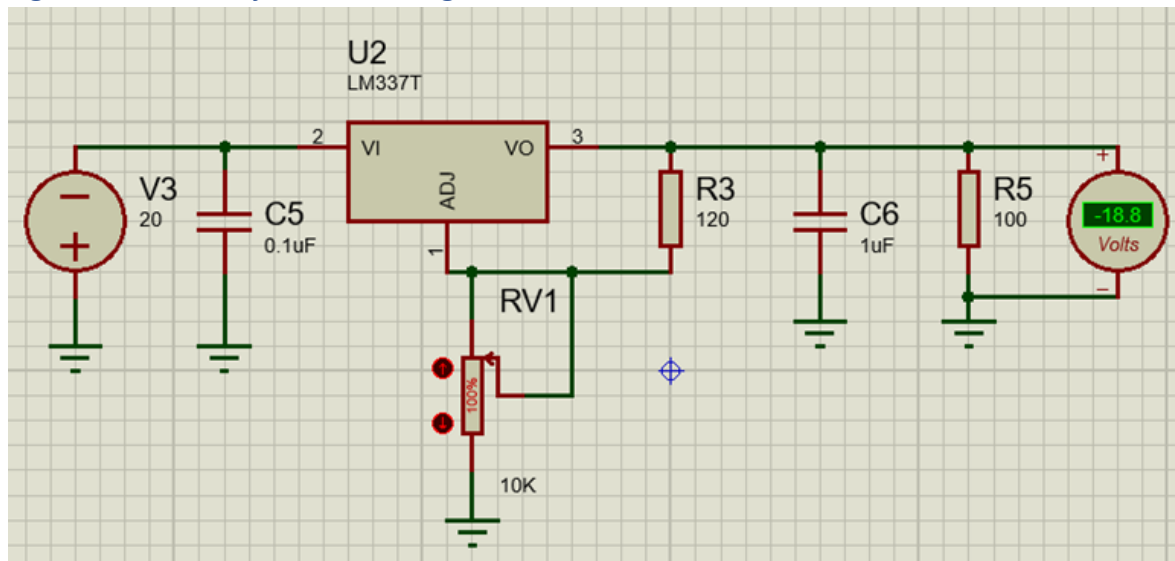 U2
LM337T
2
VI
VO
3
ADJ
1
V3
20
C5
0.1uF
R3
120
C6
1uF
R5
100
+
-18.8
Volts
−
RV1
100%
10K